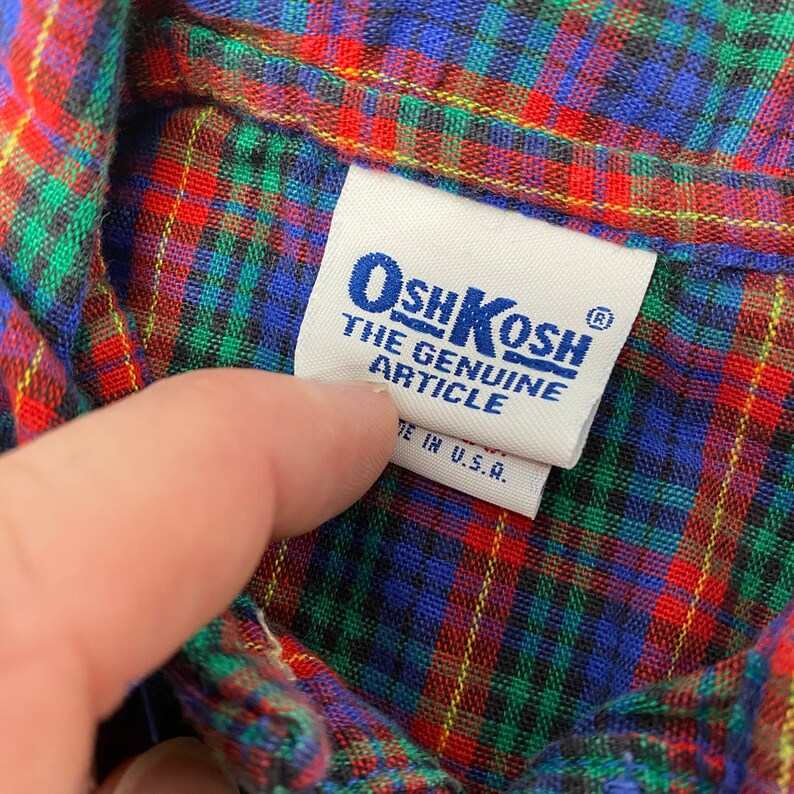 OSHKOSH ®
THE GENUINE
ARTICLE
IN U.S.A.